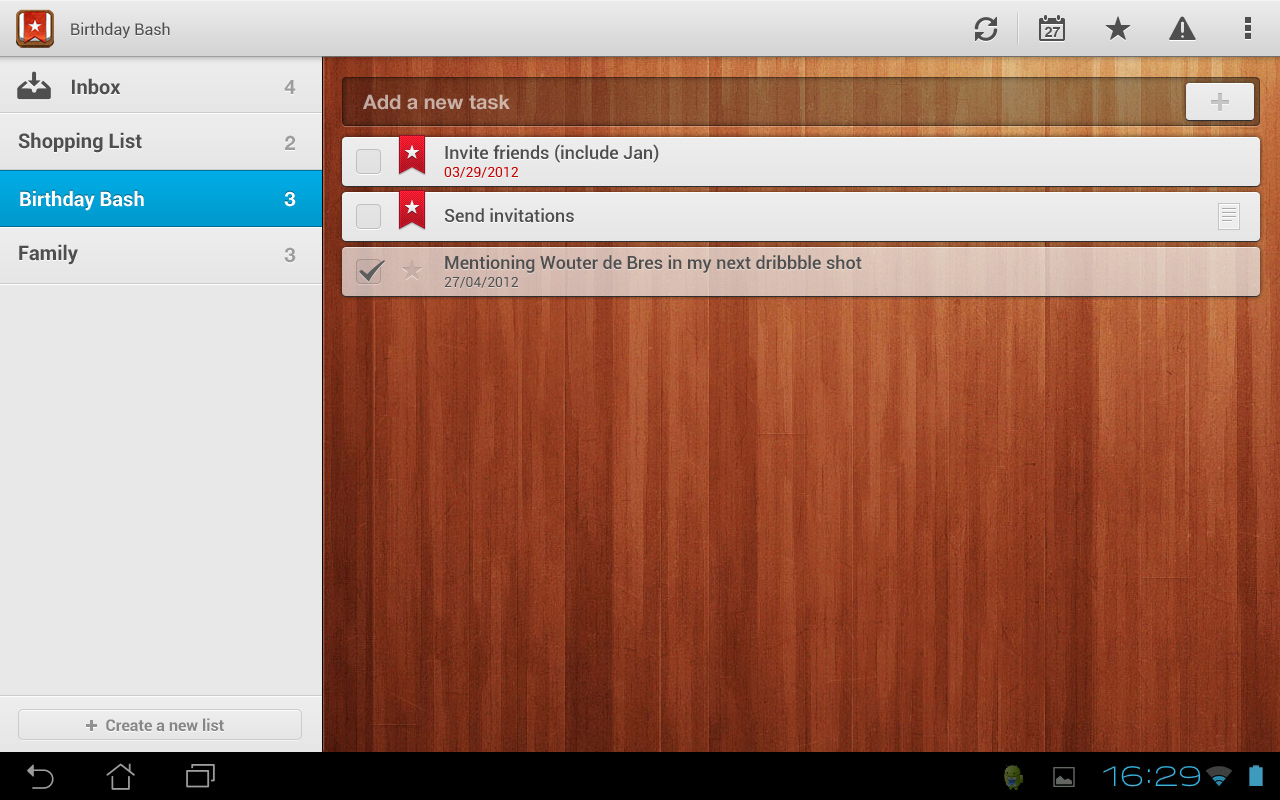 Birthday Bash
27
Inbox 4
Shopping List 2
Birthday Bash 3
Family 3
+ Create a new list
Add a new task +
Invite friends (include Jan)
03/29/2012
Send invitations
Mentioning Wouter de Bres in my next dribbble shot
27/04/2012
16:29